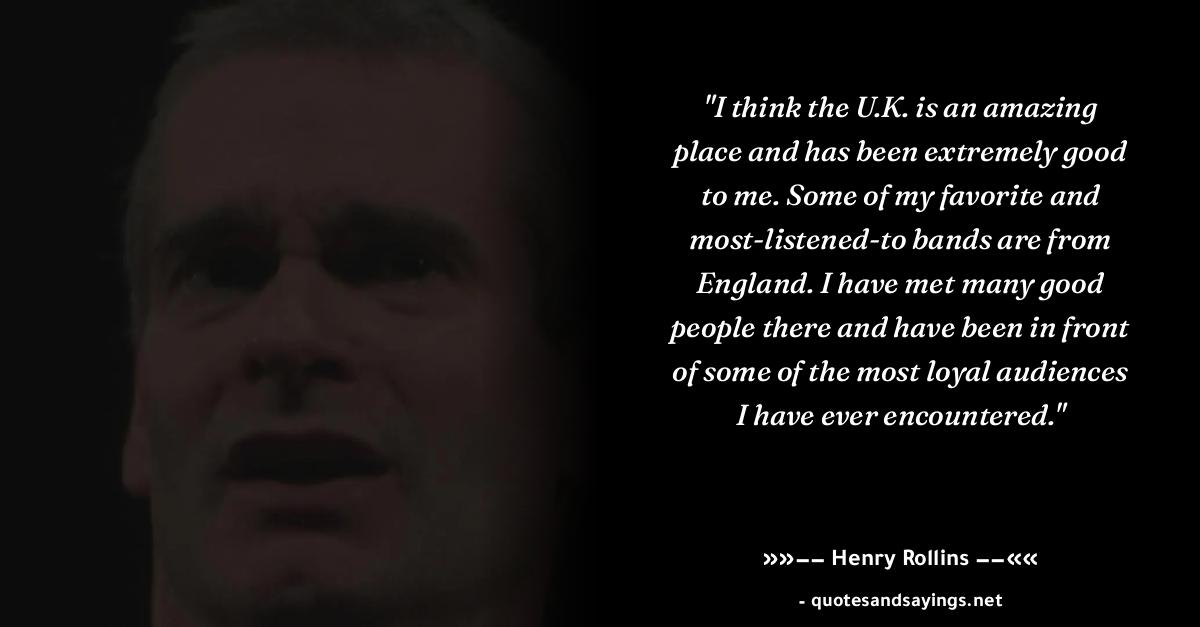 "I think the U.K. is an amazing
place and has been extremely good
to me. Some of my favorite and
most-listened-to bands are from
England. I have met many good
people there and have been in front
of some of the most loyal audiences
I have ever encountered."
»»−− Henry Rollins −−««
- quotesandsayings.net